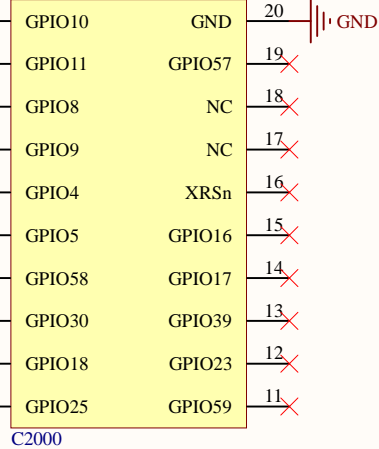 GPIO10 GND 20 GND
GPIO11 GPIO57 19
GPIO8 NC 18
GPIO9 NC 17
GPIO4 XRSn 16
GPIO5 GPIO16 15
GPIO58 GPIO17 14
GPIO30 GPIO39 13
GPIO18 GPIO23 12
GPIO25 GPIO59 11
C2000